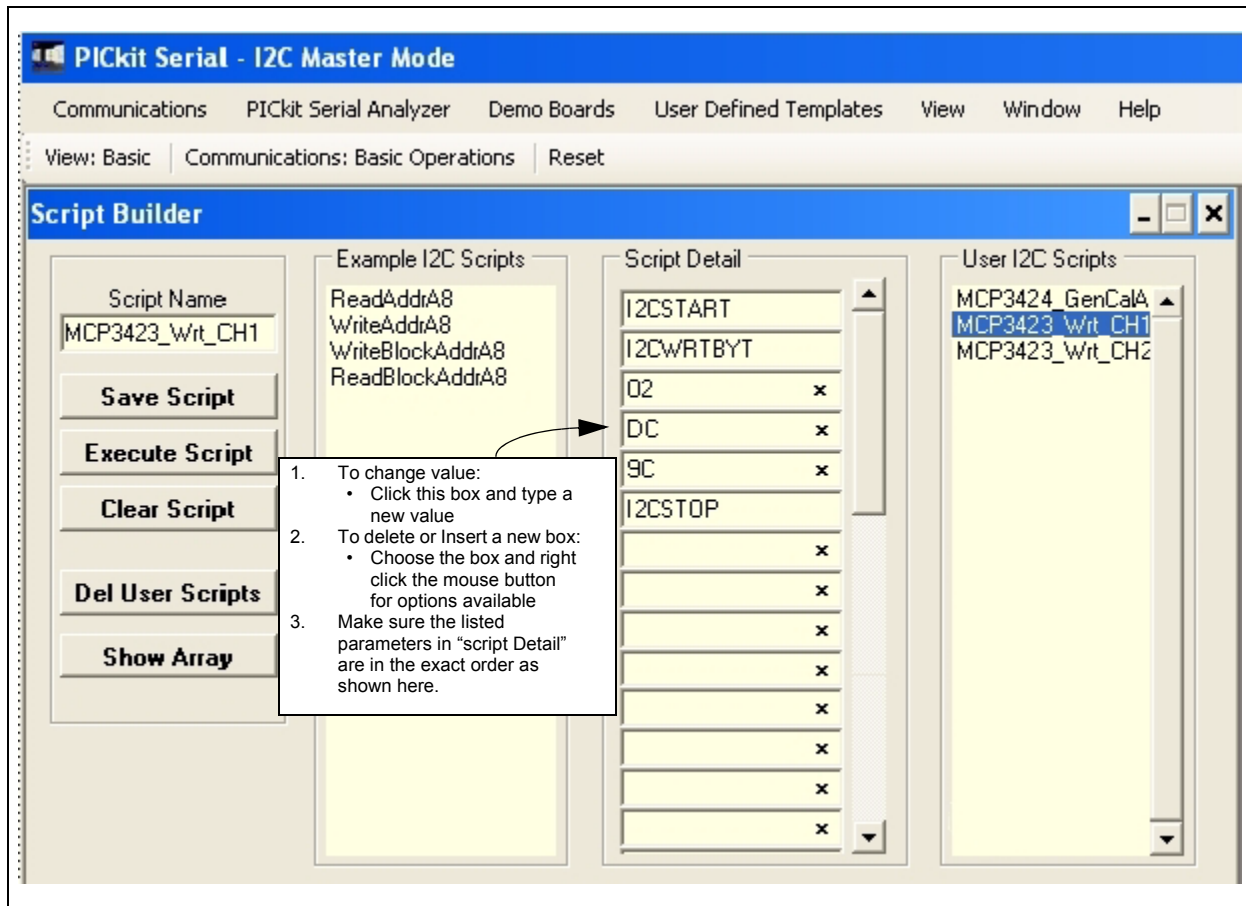 PICkit Serial - I2C Master Mode
Communications PICkit Serial Analyzer Demo Boards User Defined Templates View Window Help
View: Basic Communications: Basic Operations Reset
Script Builder
Script Name
MCP3423_Wrt_CH1
Save Script
Execute Script
Clear Script
Del User Scripts
Show Array
Example I2C Scripts
ReadAddrA8
WriteAddrA8
WriteBlockAddrA8
ReadBlockAddrA8
1. To change value:
• Click this box and type a
new value
2. To delete or Insert a new box:
• Choose the box and right
click the mouse button
for options available
3. Make sure the listed
parameters in “script Detail”
are in the exact order as
shown here.
Script Detail
I2CSTART
I2CWRTBYT
02 x
DC x
9C x
I2CSTOP
x
x
x
x
x
x
x
x
User I2C Scripts
MCP3424_GenCalA
MCP3423_Wrt_CH1
MCP3423_Wrt_CH2